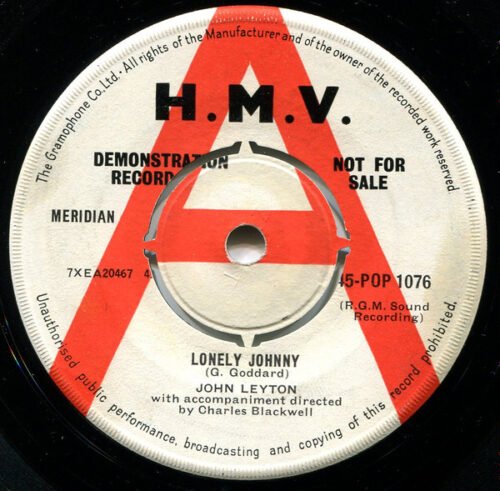 The Gramophone Co. Ltd. · All rights of the Manufacturer and of the owner of the recorded work reserved.
H.M.V.
DEMONSTRATION
RECORD
NOT FOR
SALE
MERIDIAN
7XEA20467
45-POP 1076
(R.G.M. Sound
Recording)
A
LONELY JOHNNY
(G. Goddard)
JOHN LEYTON
with accompaniment directed
by Charles Blackwell
Unauthorised public performance, broadcasting and copying of this record prohibited.